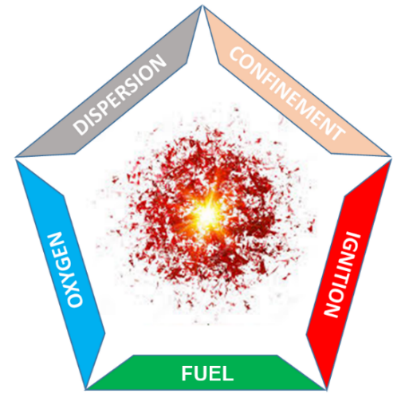 DISPERSION
CONFINEMENT
OXYGEN
IGNITION
FUEL